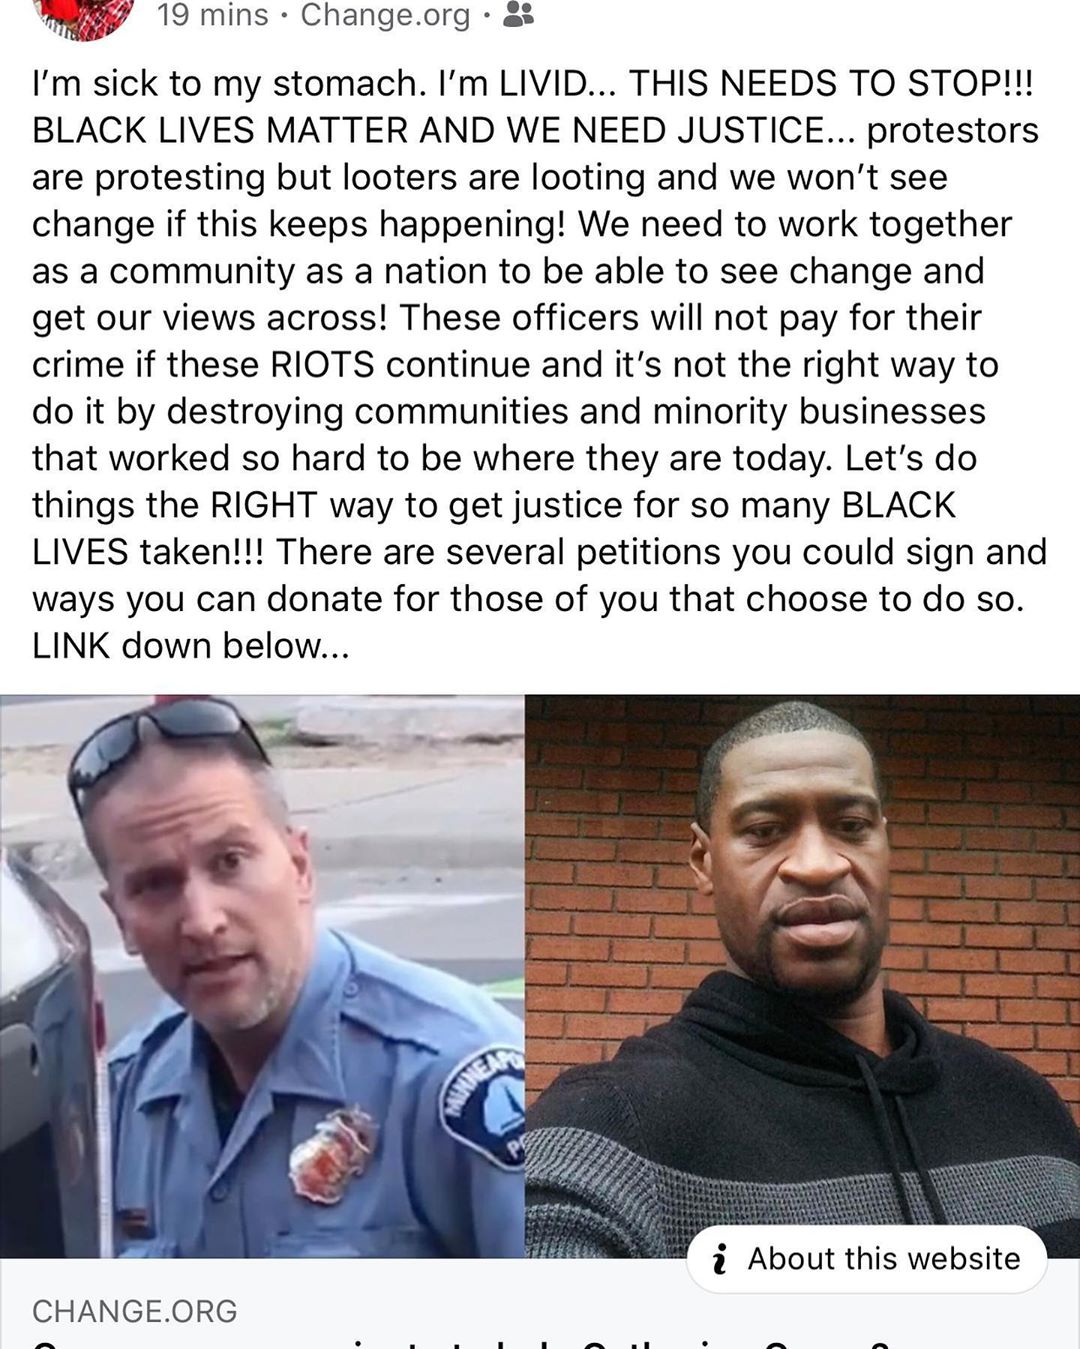 19 mins · Change.org ·
I'm sick to my stomach. I'm LIVID... THIS NEEDS TO STOP!!!
BLACK LIVES MATTER AND WE NEED JUSTICE... protestors
are protesting but looters are looting and we won't see
change if this keeps happening! We need to work together
as a community as a nation to be able to see change and
get our views across! These officers will not pay for their
crime if these RIOTS continue and it's not the right way to
do it by destroying communities and minority businesses
that worked so hard to be where they are today. Let's do
things the RIGHT way to get justice for so many BLACK
LIVES taken!!! There are several petitions you could sign and
ways you can donate for those of you that choose to do so.
LINK down below...
MINNEAPO
PO
i About this website
CHANGE.ORG